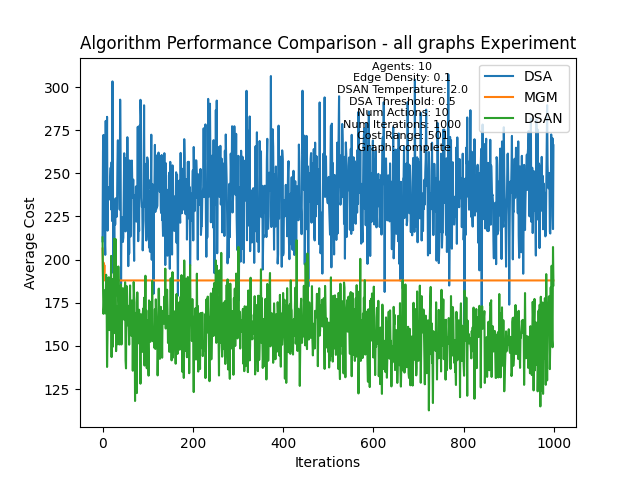 Algorithm Performance Comparison - all graphs Experiment
Agents: 10
Edge Density: 0.1
DSAN Temperature: 2.0
DSA Threshold: 0.5
Num Actions: 10
Num Iterations: 1000
Cost Range: 501
Graph: complete
DSA
MGM
DSAN
300
275
250
225
200
175
150
125
Average Cost
0
200
400
600
800
1000
Iterations